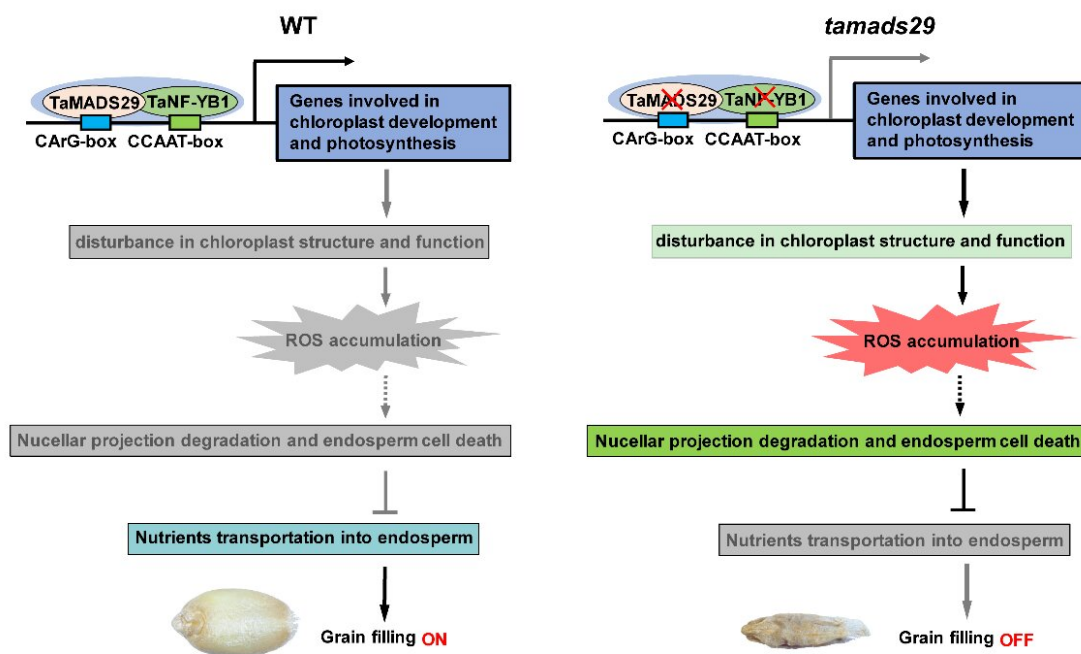 WT
TaMADS29 TaNF-YB1
CArG-box CCAAT-box
Genes involved in
chloroplast development
and photosynthesis
disturbance in chloroplast structure and function
ROS accumulation
Nucellar projection degradation and endosperm cell death
Nutrients transportation into endosperm
Grain filling ON
tamads29
TaMADS29 TaNF-YB1
CArG-box CCAAT-box
Genes involved in
chloroplast development
and photosynthesis
disturbance in chloroplast structure and function
ROS accumulation
Nucellar projection degradation and endosperm cell death
Nutrients transportation into endosperm
Grain filling OFF